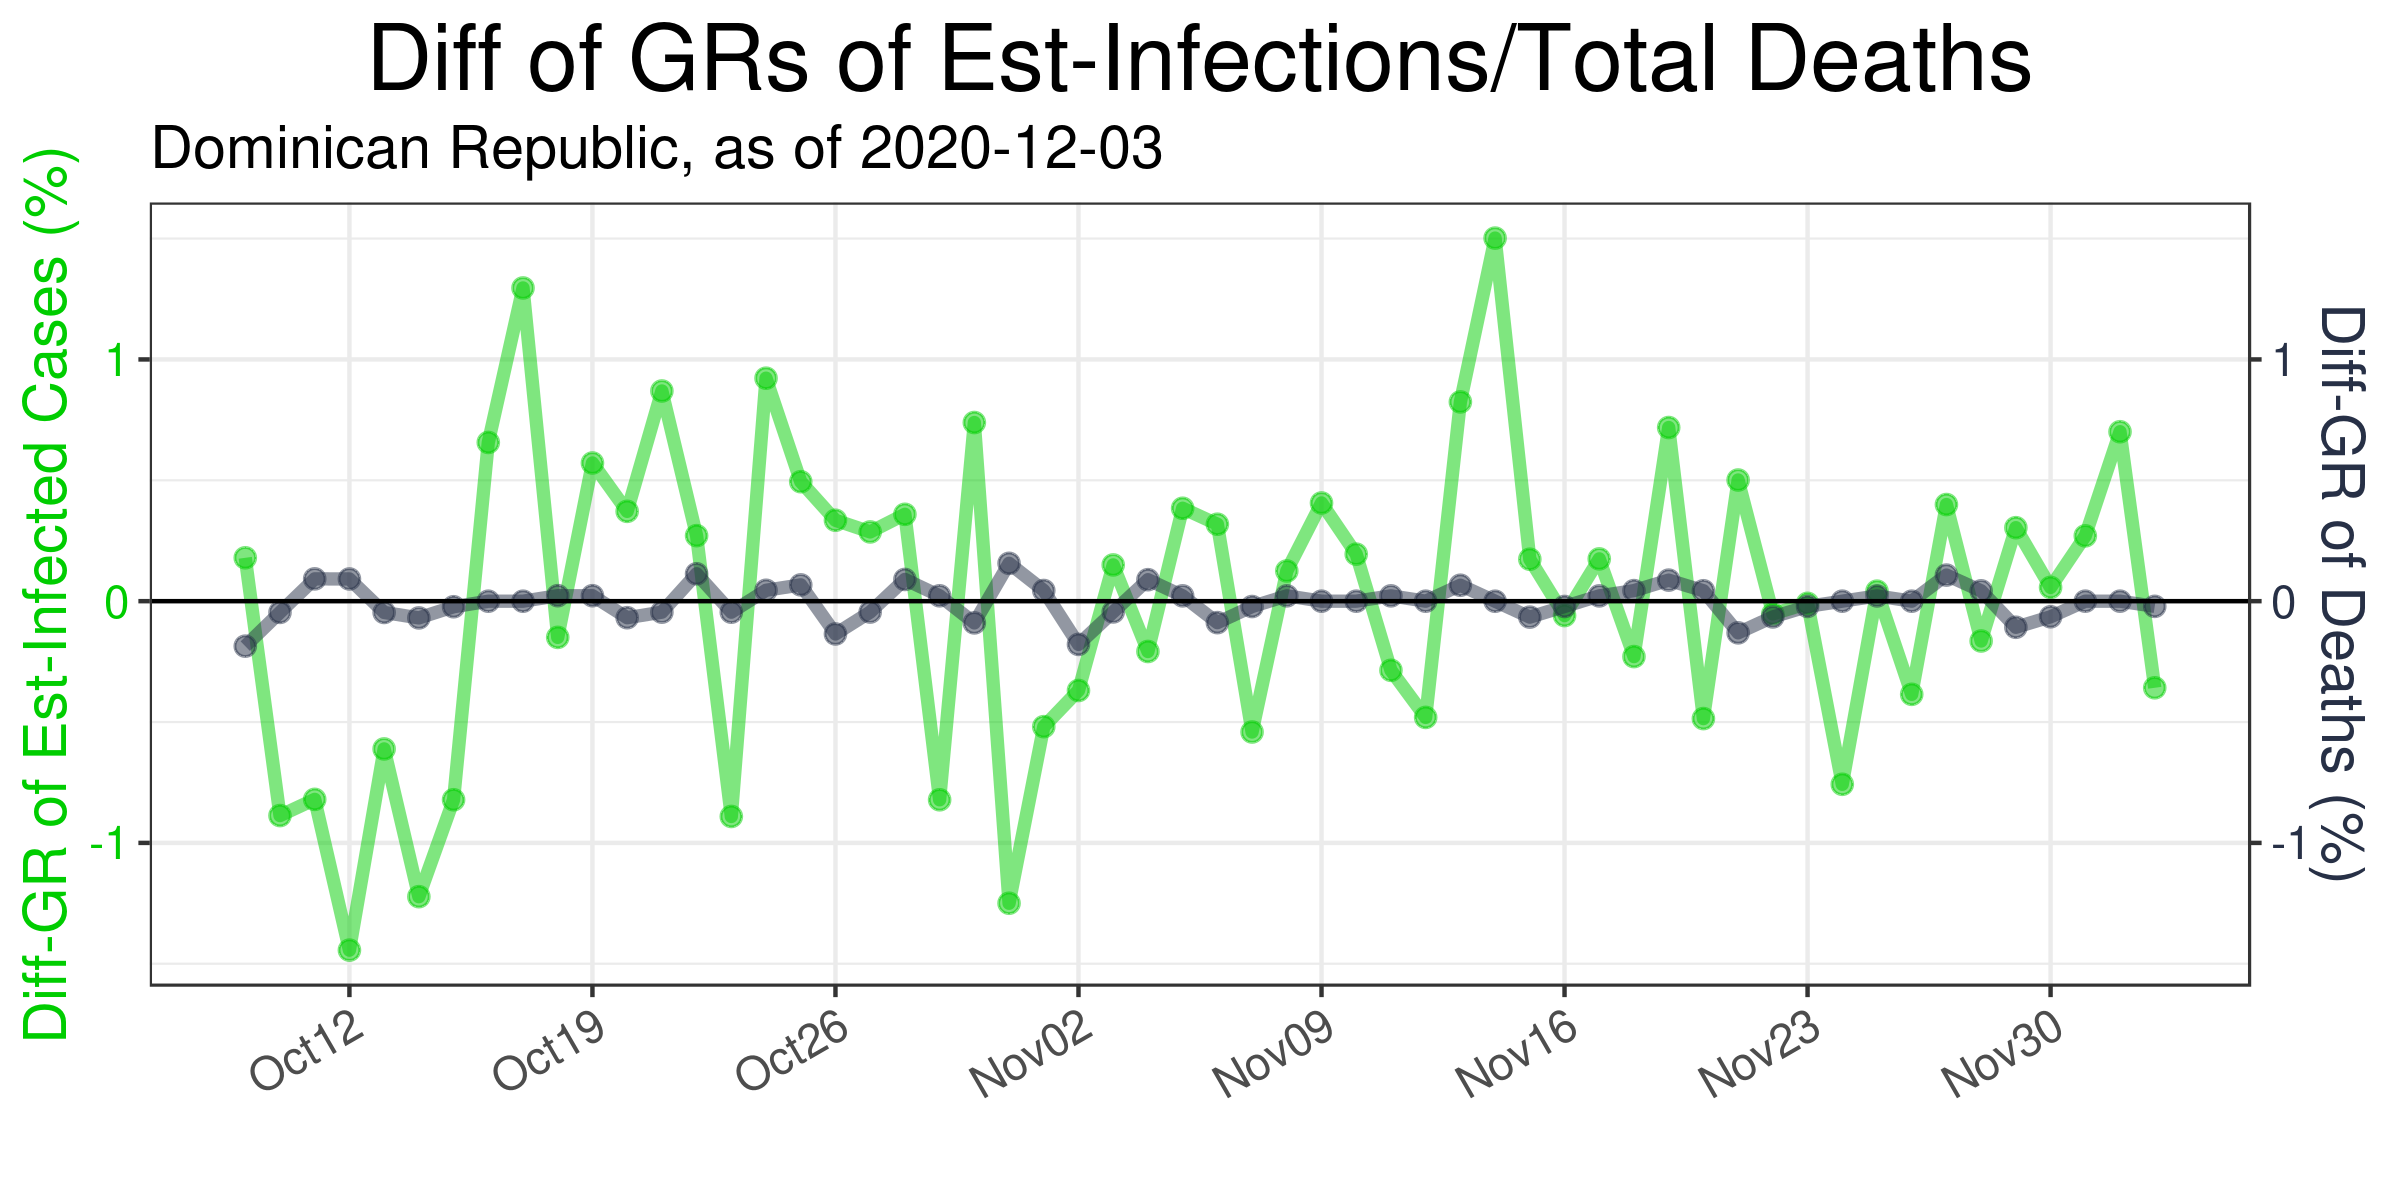 Diff of GRs of Est-Infections/Total Deaths
Dominican Republic, as of 2020-12-03
Diff-GR of Est-Infected Cases (%)
1
0
-1
1
0
-1
Diff-GR of Deaths (%)
Oct12
Oct19
Oct26
Nov02
Nov09
Nov16
Nov23
Nov30